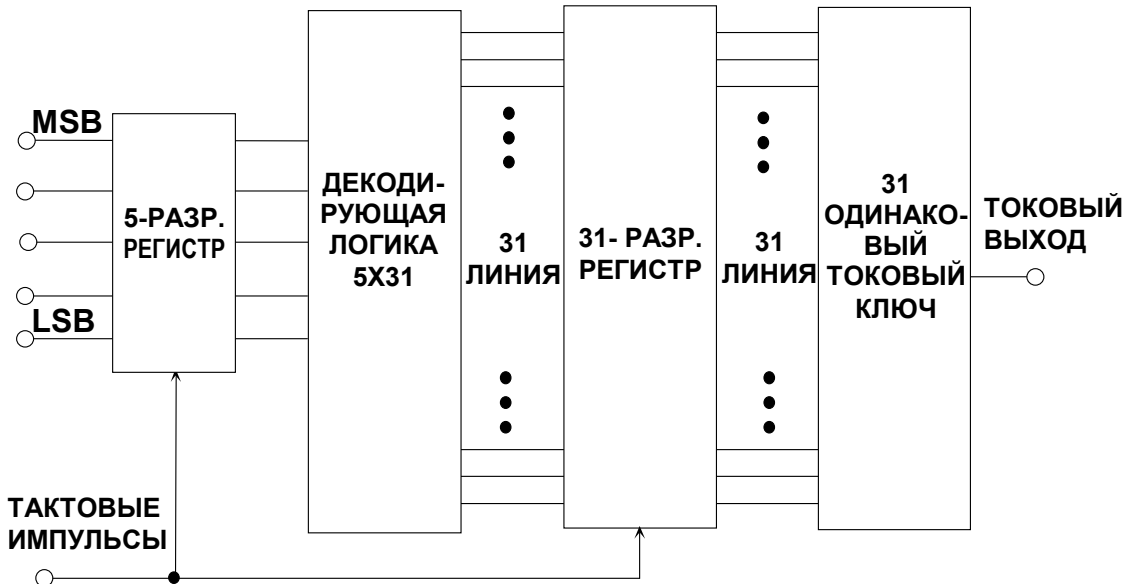 MSB
LSB
5-РАЗР.
РЕГИСТР
ДЕКОДИ-
РУЮЩАЯ
ЛОГИКА
5X31
31
ЛИНИЯ
31- РАЗР.
РЕГИСТР
31
ЛИНИЯ
31
ОДИНАКО-
ВЫЙ
ТОКОВЫЙ
КЛЮЧ
ТОКОВЫЙ
ВЫХОД
ТАКТОВЫЕ
ИМПУЛЬСЫ